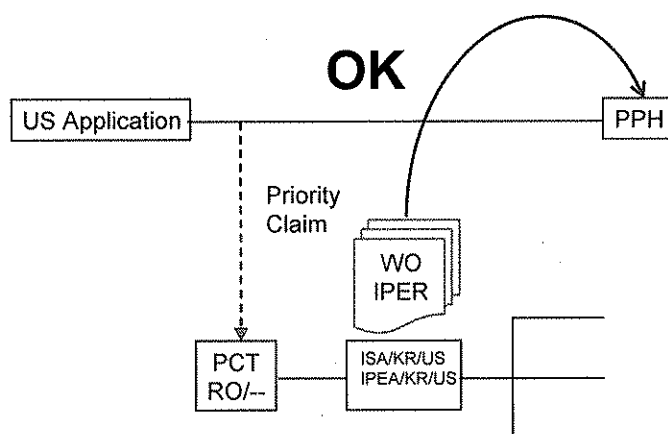 OK
US Application
PPH
Priority
Claim
WO
IPER
PCT
RO/--
ISA/KR/US
IPEA/KR/US